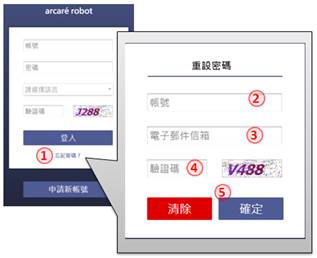 arcaré robot
帳號
密碼
請選擇語言
驗證碼 J288
登入
① 忘記密碼？
申請新帳號
重設密碼
帳號 ②
電子郵件信箱 ③
驗證碼 ④ V488
⑤
清除 確定